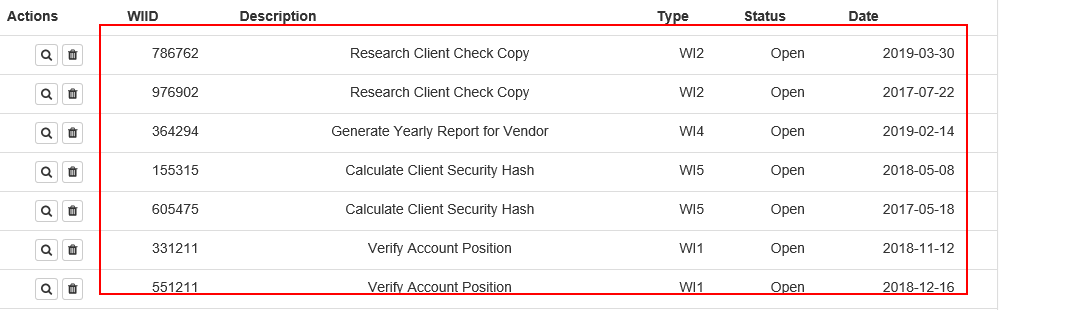 Actions WIID Description Type Status Date
786762 Research Client Check Copy WI2 Open 2019-03-30
976902 Research Client Check Copy WI2 Open 2017-07-22
364294 Generate Yearly Report for Vendor WI4 Open 2019-02-14
155315 Calculate Client Security Hash WI5 Open 2018-05-08
605475 Calculate Client Security Hash WI5 Open 2017-05-18
331211 Verify Account Position WI1 Open 2018-11-12
551211 Verify Account Position WI1 Open 2018-12-16